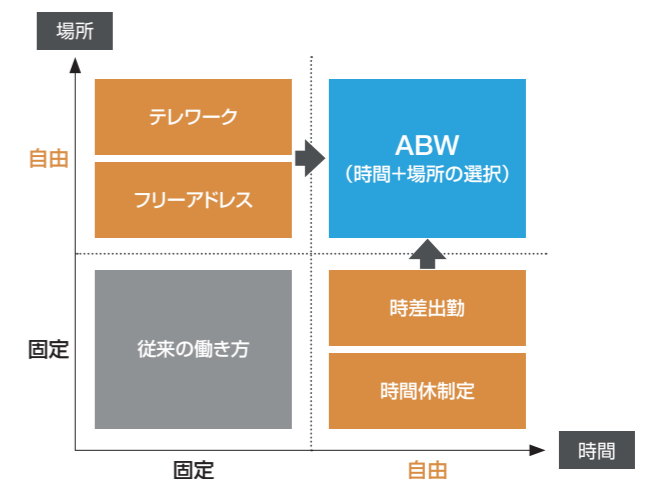 場所
自由
テレワーク
フリーアドレス
ABW
（時間＋場所の選択）
固定
従来の働き方
時差出勤
時間休制定
時間
固定
自由